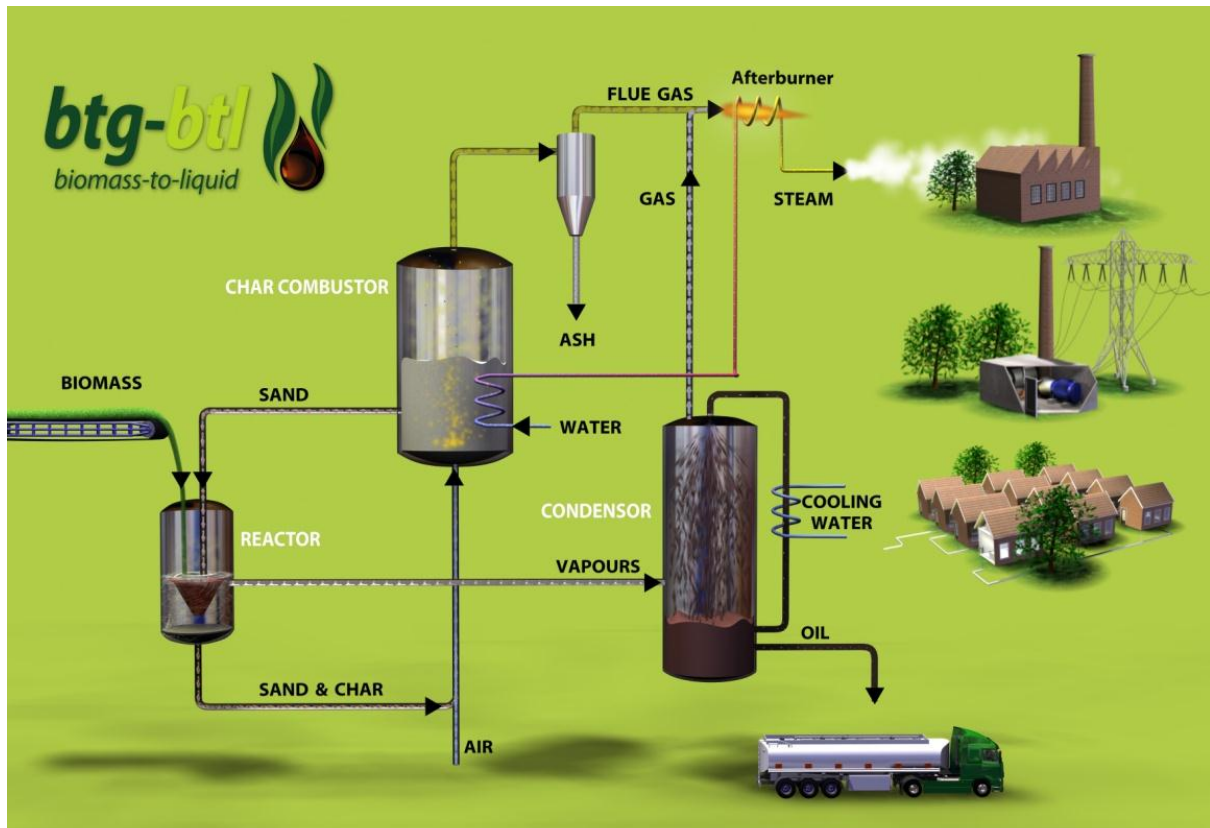 btg-btl
biomass-to-liquid
Afterburner
FLUE GAS
GAS
STEAM
CHAR COMBUSTOR
ASH
BIOMASS
SAND
WATER
CONDENSOR
COOLING
WATER
REACTOR
VAPOURS
OIL
SAND & CHAR
AIR